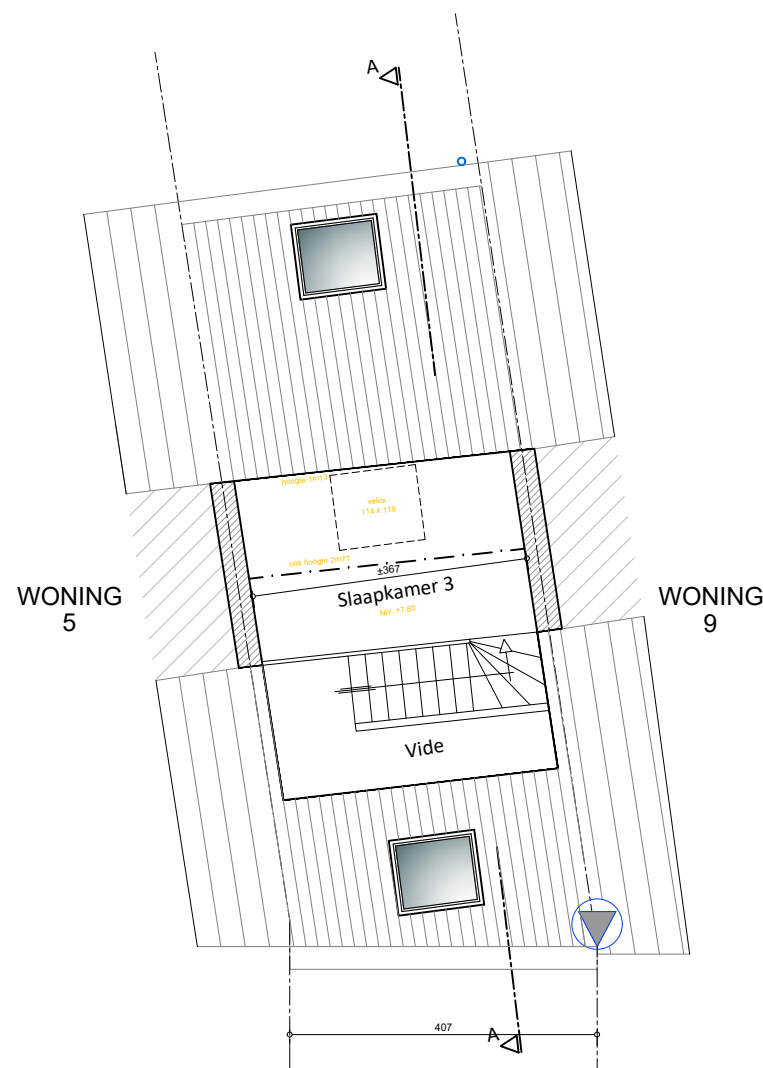 A
hoogte 1m13
velux
114 x 118
nok hoogte 2m71
±367
Slaapkamer 3
Niv. +7.80
WONING
5
WONING
9
Vide
407
A